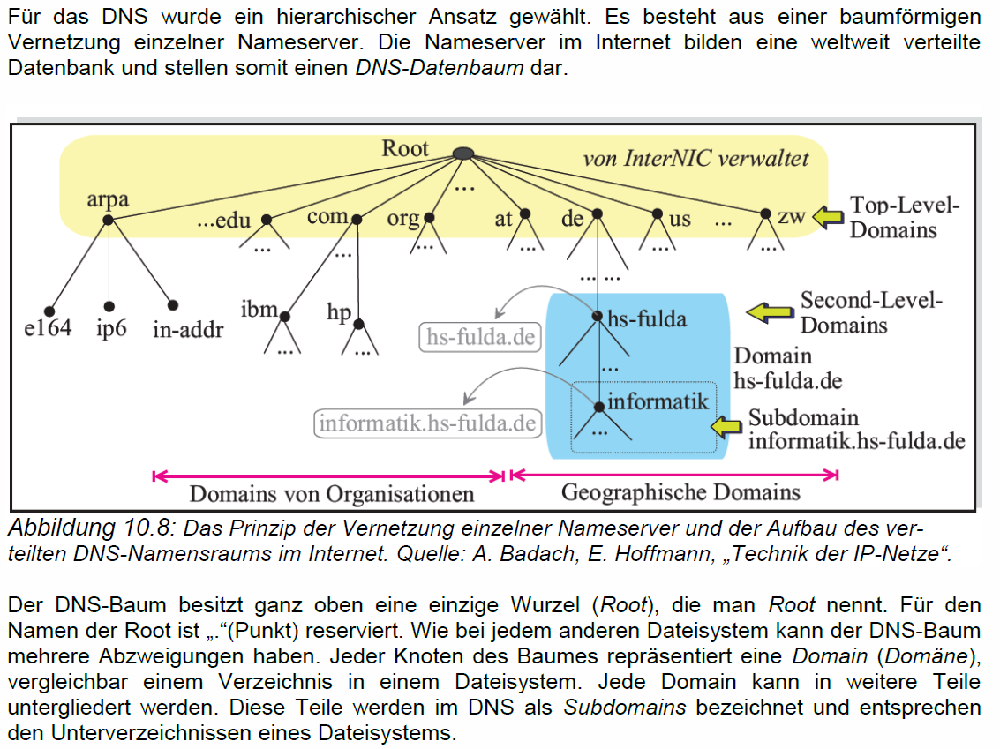 Für das DNS wurde ein hierarchischer Ansatz gewählt. Es besteht aus einer baumförmigen
Vernetzung einzelner Nameserver. Die Nameserver im Internet bilden eine weltweit verteilte
Datenbank und stellen somit einen DNS-Datenbaum dar.
Root
von InterNIC verwaltet
...
arpa
...edu
com
org
at
de
us
...
zw
Top-Level-
Domains
...
...
...
...
...
...
... ...
e164
ip6
in-addr
ibm
hp
...
...
hs-fulda.de
hs-fulda
Second-Level-
Domains
...
Domain
hs-fulda.de
informatik.hs-fulda.de
informatik
...
Subdomain
informatik.hs-fulda.de
Domains von Organisationen
Geographische Domains
Abbildung 10.8: Das Prinzip der Vernetzung einzelner Nameserver und der Aufbau des ver-
teilten DNS-Namensraums im Internet. Quelle: A. Badach, E. Hoffmann, „Technik der IP-Netze“.
Der DNS-Baum besitzt ganz oben eine einzige Wurzel (Root), die man Root nennt. Für den
Namen der Root ist „.“(Punkt) reserviert. Wie bei jedem anderen Dateisystem kann der DNS-Baum
mehrere Abzweigungen haben. Jeder Knoten des Baumes repräsentiert eine Domain (Domäne),
vergleichbar einem Verzeichnis in einem Dateisystem. Jede Domain kann in weitere Teile
untergliedert werden. Diese Teile werden im DNS als Subdomains bezeichnet und entsprechen
den Unterverzeichnissen eines Dateisystems.